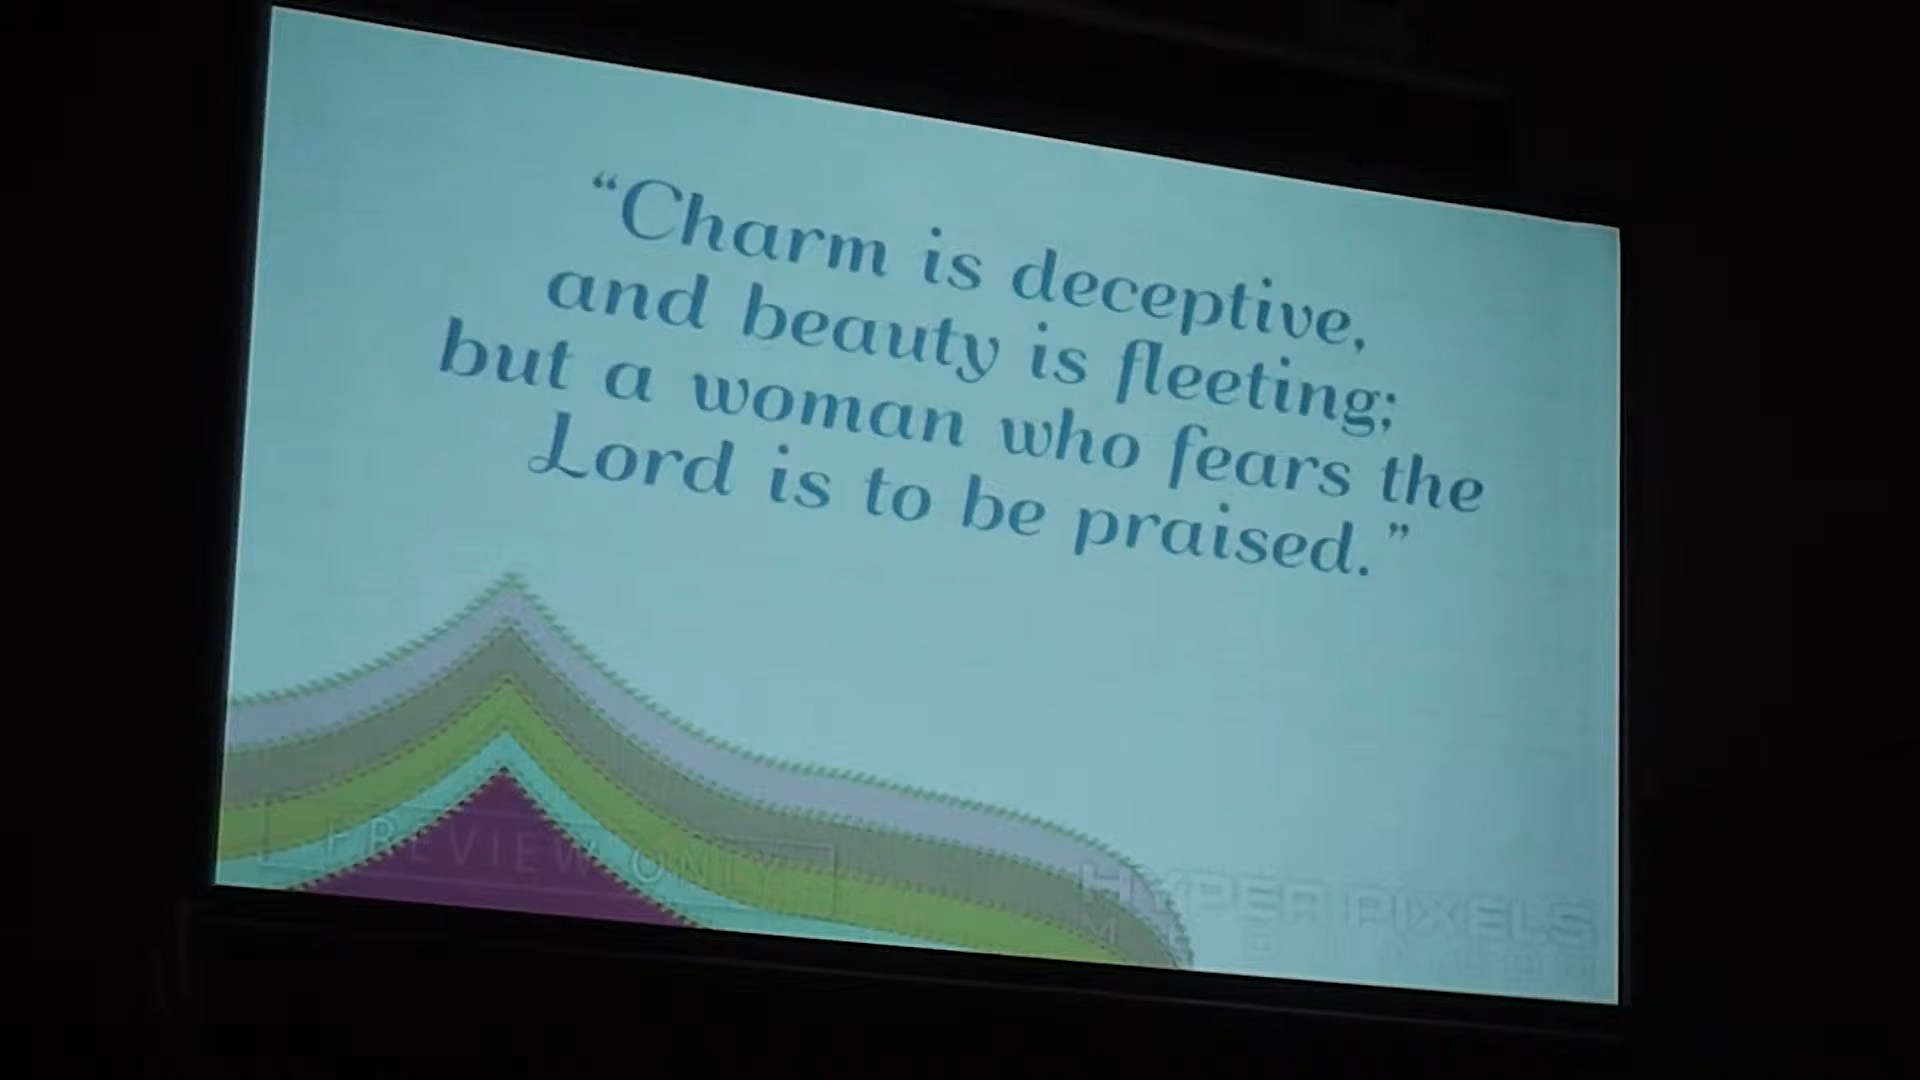 “Charm is deceptive,
and beauty is fleeting;
but a woman who fears the
Lord is to be praised.”
PREVIEW ONLY
HYPER PIXELS